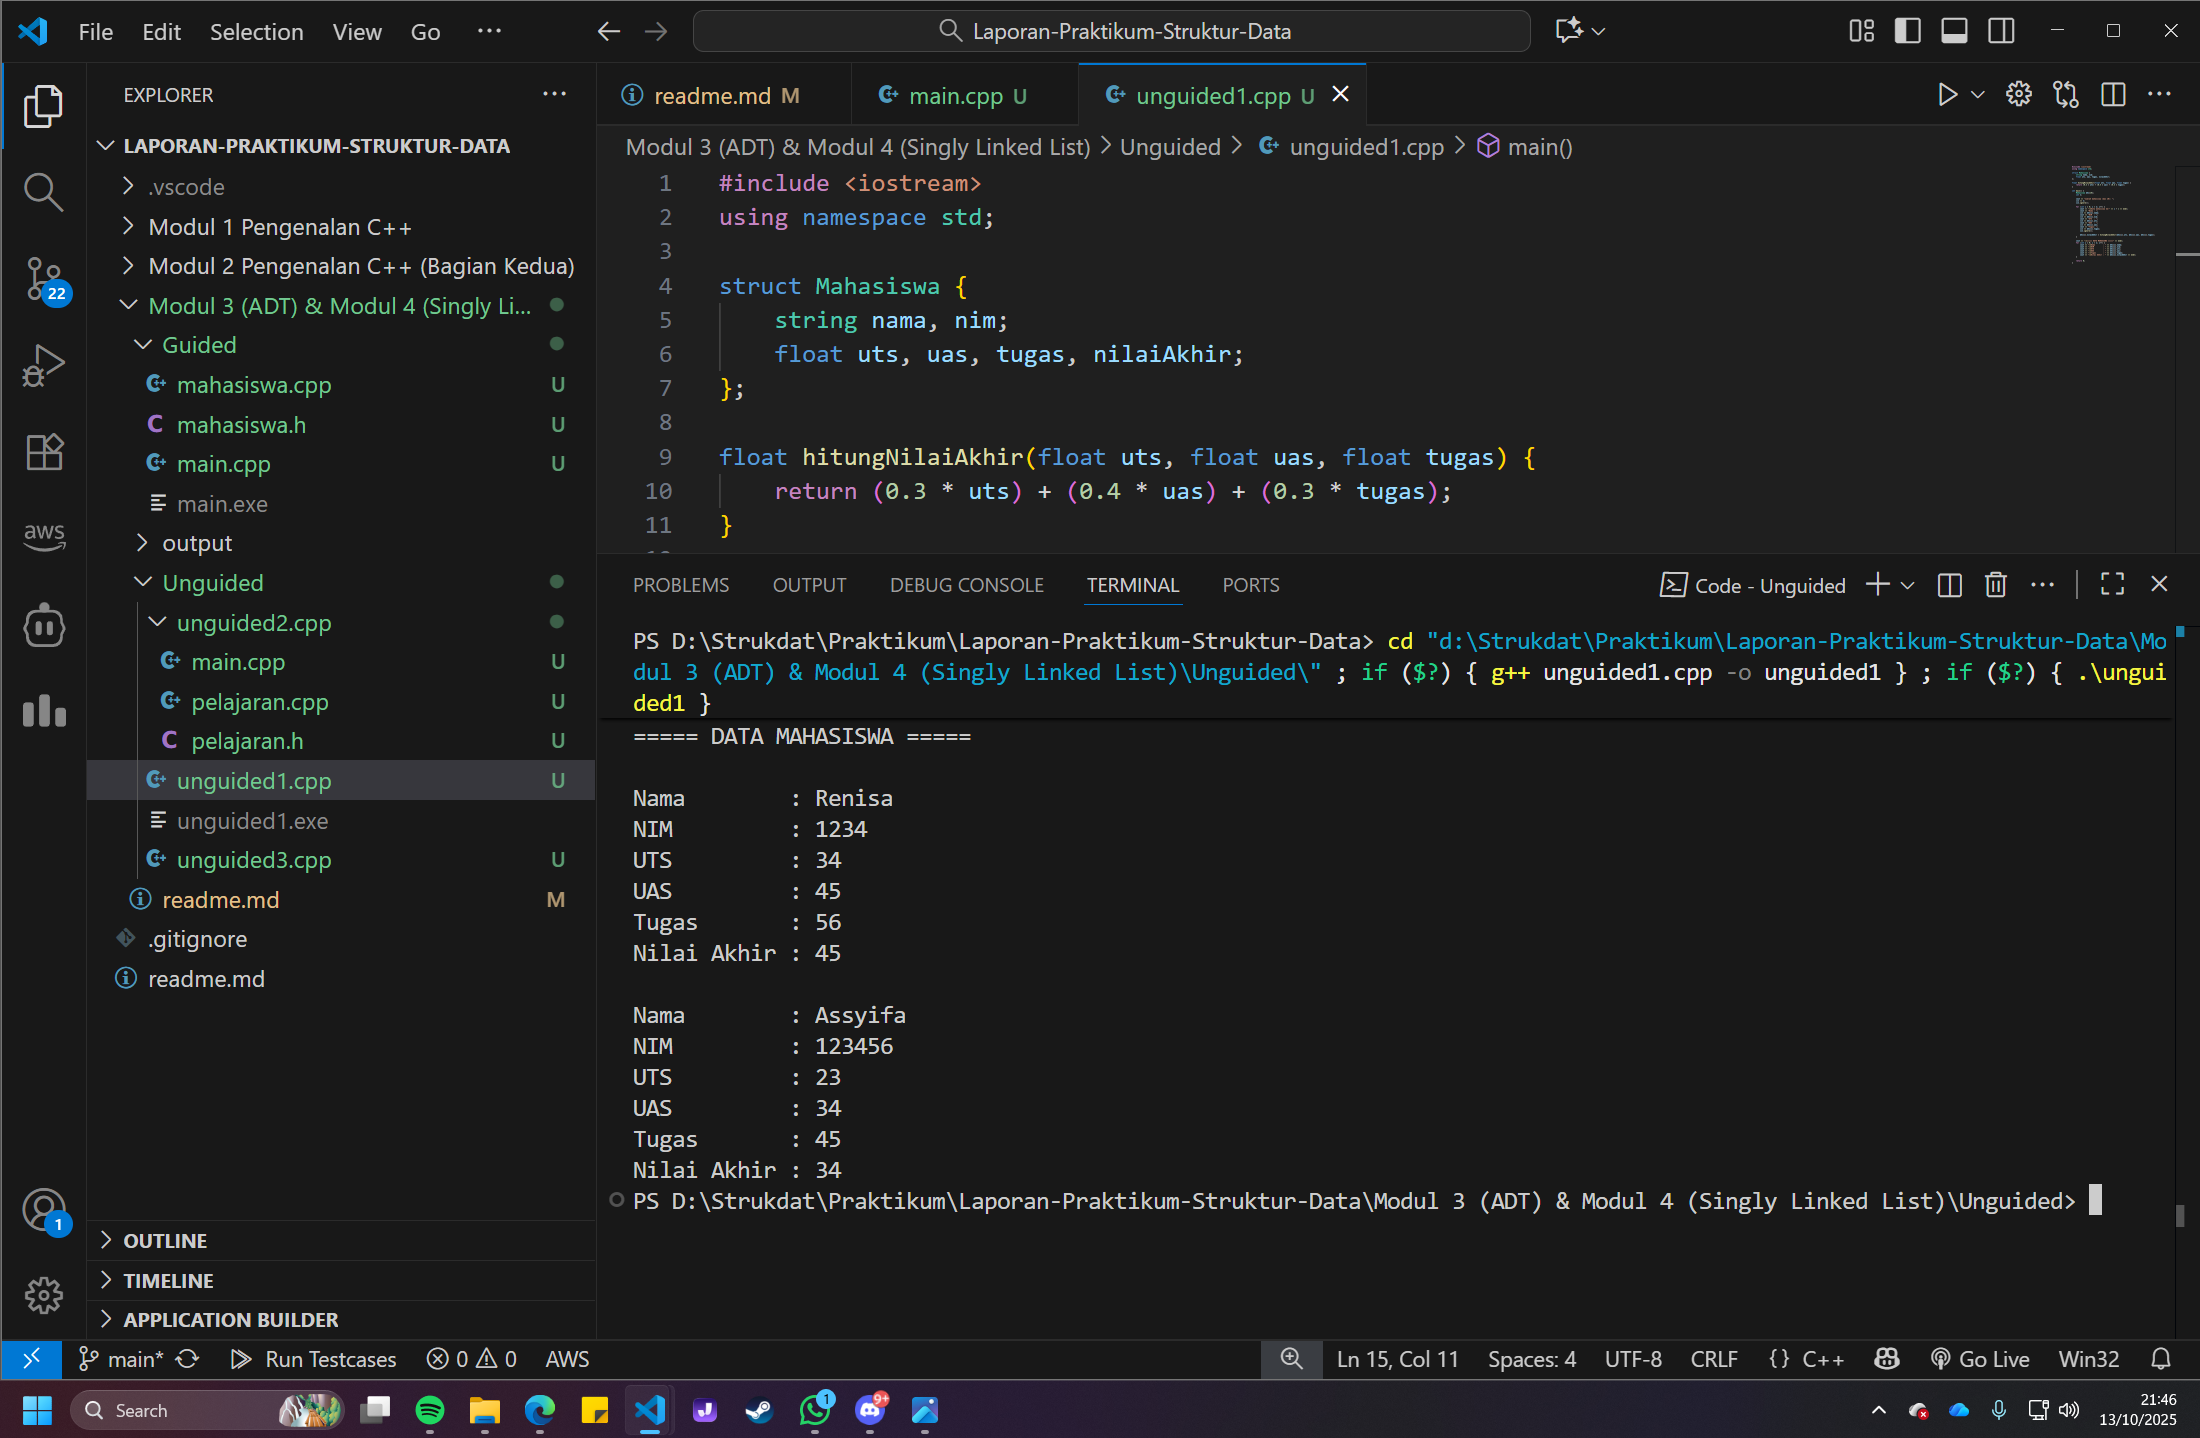 File Edit Selection View Go ··· Laporan-Praktikum-Struktur-Data
EXPLORER
LAPORAN-PRAKTIKUM-STRUKTUR-DATA
.vscode
Modul 1 Pengenalan C++
Modul 2 Pengenalan C++ (Bagian Kedua)
Modul 3 (ADT) & Modul 4 (Singly Li...
Guided
mahasiswa.cpp U
mahasiswa.h U
main.cpp U
main.exe
output
Unguided
unguided2.cpp
main.cpp U
pelajaran.cpp U
pelajaran.h U
unguided1.cpp U
unguided1.exe
unguided3.cpp U
readme.md M
.gitignore
readme.md
OUTLINE
TIMELINE
APPLICATION BUILDER
22
aws
1
readme.md M main.cpp U unguided1.cpp U
Modul 3 (ADT) & Modul 4 (Singly Linked List) > Unguided > unguided1.cpp > main()
1 #include <iostream>
2 using namespace std;
3
4 struct Mahasiswa {
5 string nama, nim;
6 float uts, uas, tugas, nilaiAkhir;
7 };
8
9 float hitungNilaiAkhir(float uts, float uas, float tugas) {
10 return (0.3 * uts) + (0.4 * uas) + (0.3 * tugas);
11 }
PROBLEMS OUTPUT DEBUG CONSOLE TERMINAL PORTS Code - Unguided
PS D:\Strukdat\Praktikum\Laporan-Praktikum-Struktur-Data> cd "d:\Strukdat\Praktikum\Laporan-Praktikum-Struktur-Data\Mo
dul 3 (ADT) & Modul 4 (Singly Linked List)\Unguided\" ; if ($?) { g++ unguided1.cpp -o unguided1 } ; if ($?) { .\ungui
ded1 }
===== DATA MAHASISWA =====
Nama : Renisa
NIM : 1234
UTS : 34
UAS : 45
Tugas : 56
Nilai Akhir : 45
Nama : Assyifa
NIM : 123456
UTS : 23
UAS : 34
Tugas : 45
Nilai Akhir : 34
PS D:\Strukdat\Praktikum\Laporan-Praktikum-Struktur-Data\Modul 3 (ADT) & Modul 4 (Singly Linked List)\Unguided>
main* Run Testcases 0 0 AWS Ln 15, Col 11 Spaces: 4 UTF-8 CRLF {} C++ Go Live Win32
Search 1 9+ 21:46
13/10/2025